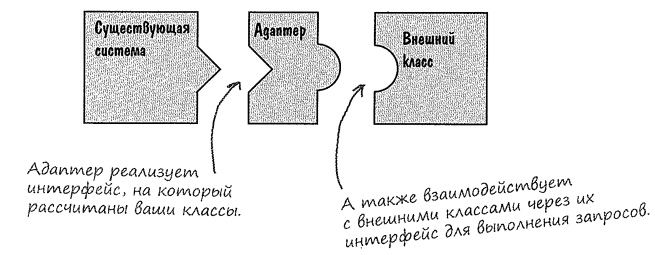 Существующая
система
Адаптер
Внешний
класс
Адаптер реализует
интерфейс, на который
рассчитаны ваши классы.
А также взаимодействует
с внешними классами через их
интерфейс для выполнения запросов.